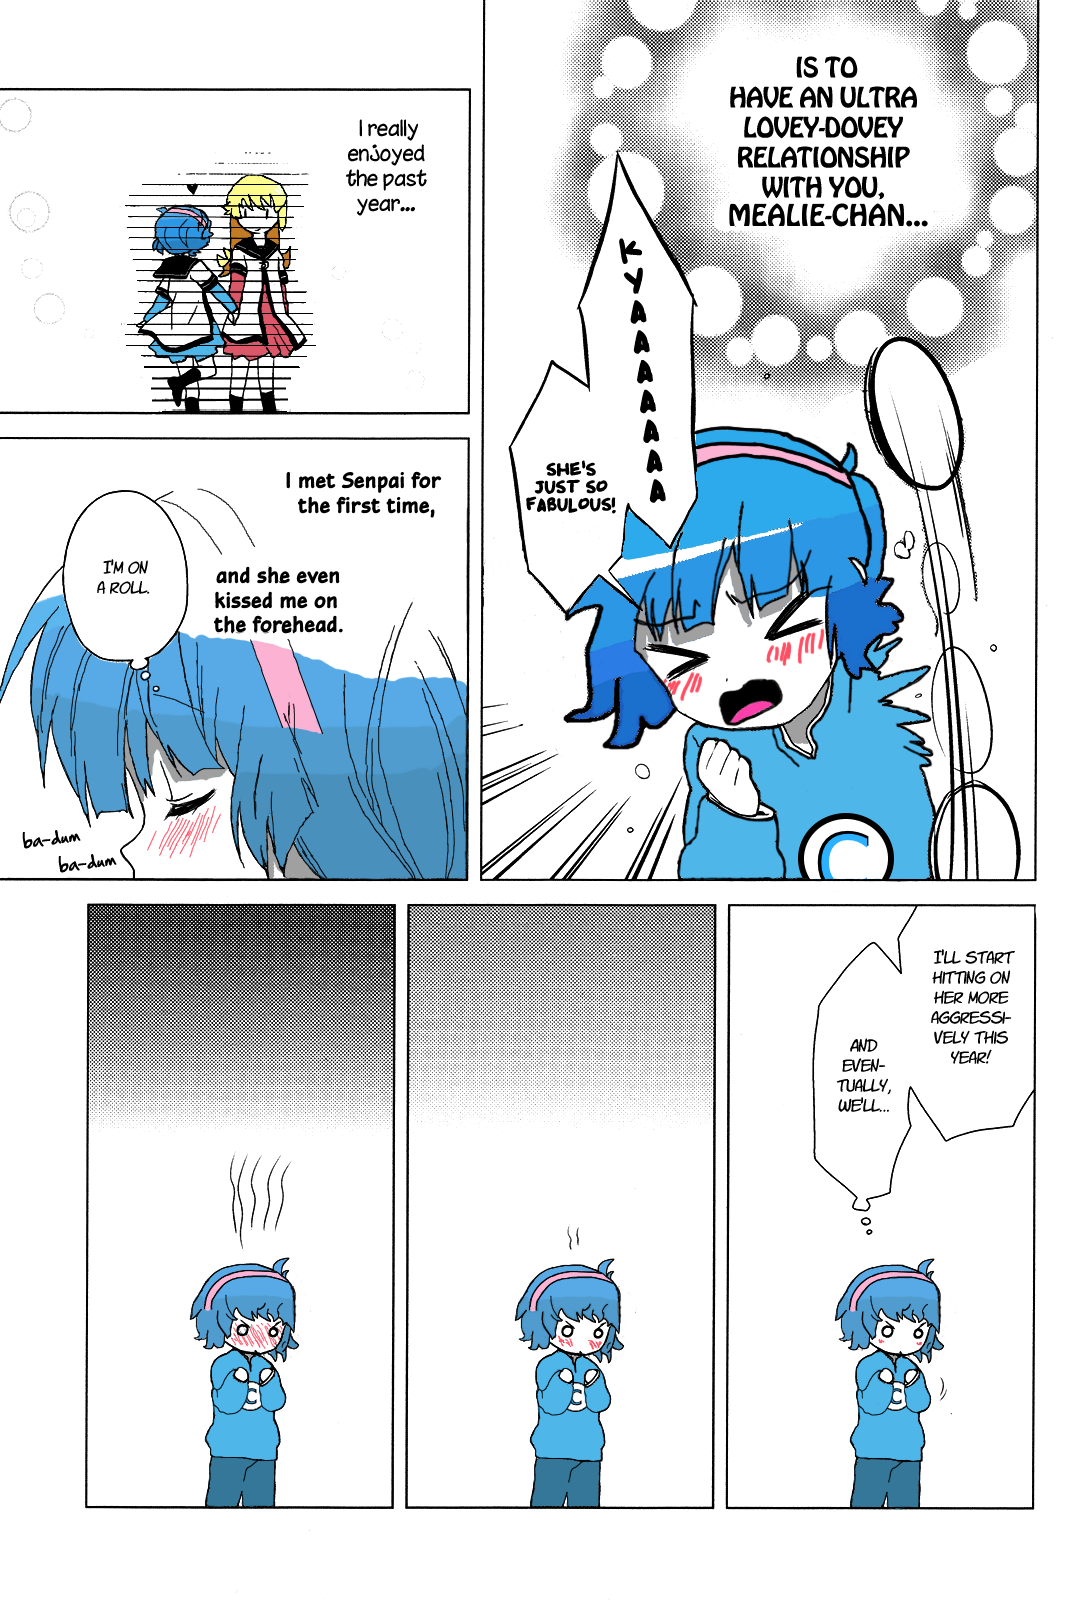 IS TO
HAVE AN ULTRA
LOVEY-DOVEY
RELATIONSHIP
WITH YOU,
MEALIE-CHAN...
KYAAAAAAA
SHE'S
JUST SO
FABULOUS!
C
I really
enjoyed
the past
year...
I met Senpai for
the first time,
and she even
kissed me on
the forehead.
I'M ON
A ROLL.
ba-dum
ba-dum
I'LL START
HITTING ON
HER MORE
AGGRESSI-
VELY THIS
YEAR!
AND
EVEN-
TUALLY,
WE'LL...
C
C
C